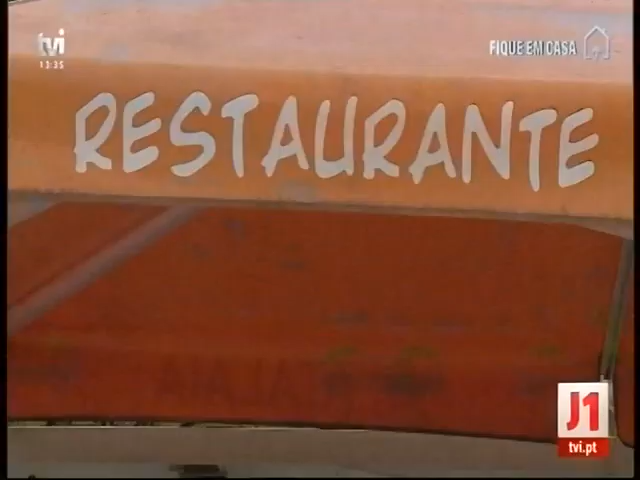 tvi
13:35
FIQUE EM CASA
RESTAURANTE
J1
tvi.pt